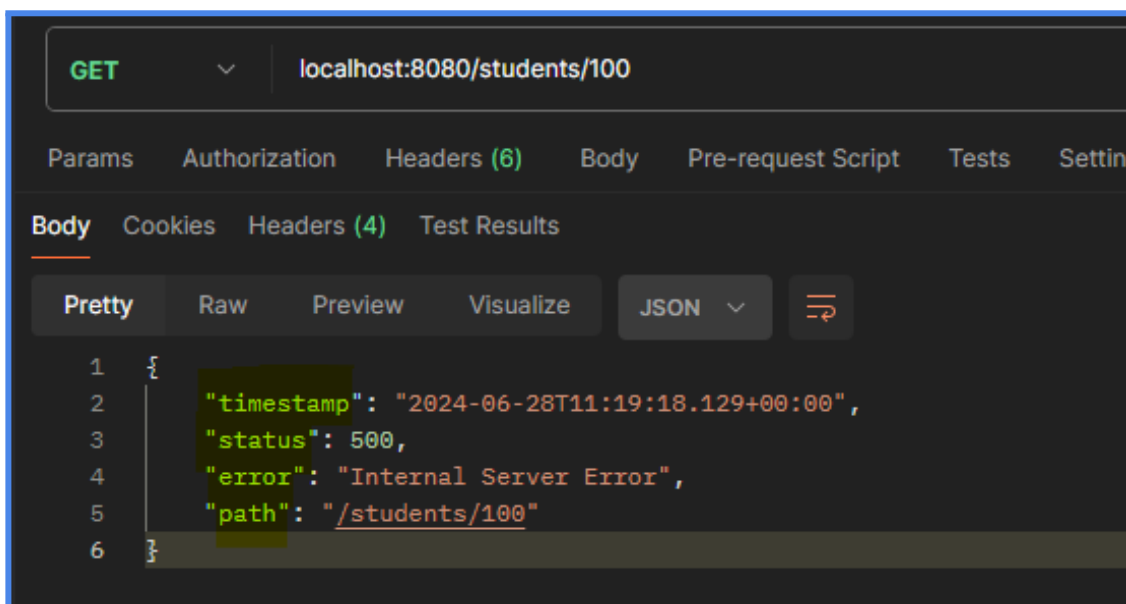 GET localhost:8080/students/100
Params Authorization Headers (6) Body Pre-request Script Tests Settin
Body Cookies Headers (4) Test Results
Pretty Raw Preview Visualize JSON
1 {
2 "timestamp": "2024-06-28T11:19:18.129+00:00",
3 "status": 500,
4 "error": "Internal Server Error",
5 "path": "/students/100"
6 }